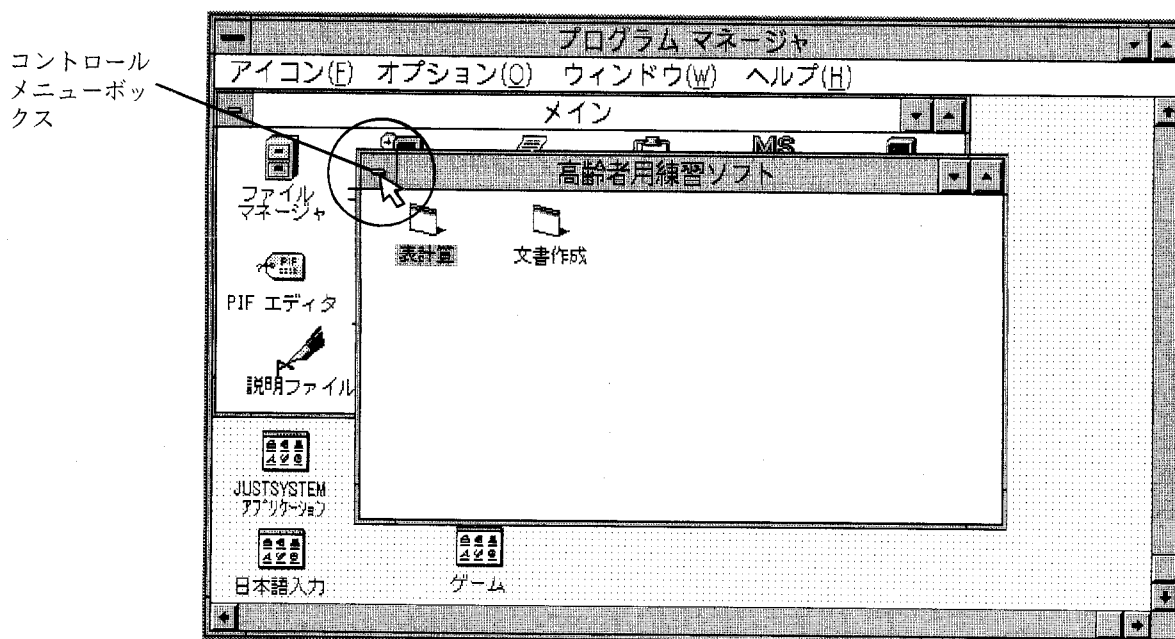 コントロール
メニューボッ
クス
プログラム マネージャ
アイコン(F) オプション(O) ウィンドウ(W) ヘルプ(H)
メイン
MS
高齢者用練習ソフト
ファイル
マネージャ
表計算
文書作成
PIF
PIF エディタ
説明ファイル
JUSTSYSTEM
アプリケーション
日本語入力
ゲーム